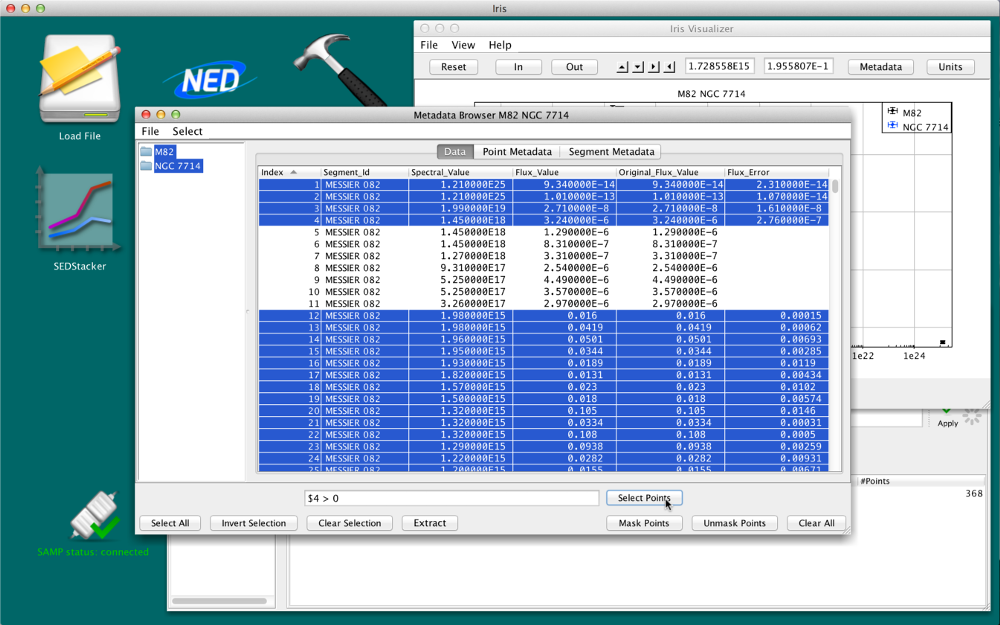 Iris
Iris Visualizer
File View Help
Reset In Out 1.728558E15 1.955807E-1 Metadata Units
M82 NGC 7714
M82
NGC 7714
NED
Load File
SEDStacker
SAMP status: connected
Metadata Browser M82 NGC 7714
File Select
M82
NGC 7714
Data Point Metadata Segment Metadata
Index Segment_Id Spectral_Value Flux_Value Original_Flux_Value Flux_Error
1 MESSIER 082 1.210000E25 9.340000E-14 9.340000E-14 2.310000E-14
2 MESSIER 082 1.210000E25 1.010000E-13 1.010000E-13 1.070000E-14
3 MESSIER 082 1.990000E19 2.710000E-8 2.710000E-8 1.610000E-8
4 MESSIER 082 1.450000E18 3.240000E-6 3.240000E-6 2.760000E-7
5 MESSIER 082 1.450000E18 1.290000E-6 1.290000E-6
6 MESSIER 082 1.450000E18 8.310000E-7 8.310000E-7
7 MESSIER 082 1.270000E18 3.310000E-7 3.310000E-7
8 MESSIER 082 9.310000E17 2.540000E-6 2.540000E-6
9 MESSIER 082 5.250000E17 4.490000E-6 4.490000E-6
10 MESSIER 082 5.250000E17 3.570000E-6 3.570000E-6
11 MESSIER 082 3.260000E17 2.970000E-6 2.970000E-6
12 MESSIER 082 1.980000E15 0.016 0.016 0.00015
13 MESSIER 082 1.980000E15 0.0419 0.0419 0.00062
14 MESSIER 082 1.960000E15 0.0501 0.0501 0.00693
15 MESSIER 082 1.950000E15 0.0344 0.0344 0.00285
16 MESSIER 082 1.930000E15 0.0189 0.0189 0.0119
17 MESSIER 082 1.820000E15 0.0131 0.0131 0.00434
18 MESSIER 082 1.570000E15 0.023 0.023 0.0102
19 MESSIER 082 1.500000E15 0.018 0.018 0.00574
20 MESSIER 082 1.320000E15 0.105 0.105 0.0146
21 MESSIER 082 1.320000E15 0.0334 0.0334 0.00031
22 MESSIER 082 1.320000E15 0.108 0.108 0.0005
23 MESSIER 082 1.290000E15 0.0938 0.0938 0.00259
24 MESSIER 082 1.220000E15 0.0282 0.0282 0.00931
25 MESSIER 082 1.200000E15 0.0155 0.0155 0.00671
$4 > 0 Select Points
Select All Invert Selection Clear Selection Extract Mask Points Unmask Points Clear All
1e22 1e24
Apply
#Points
368